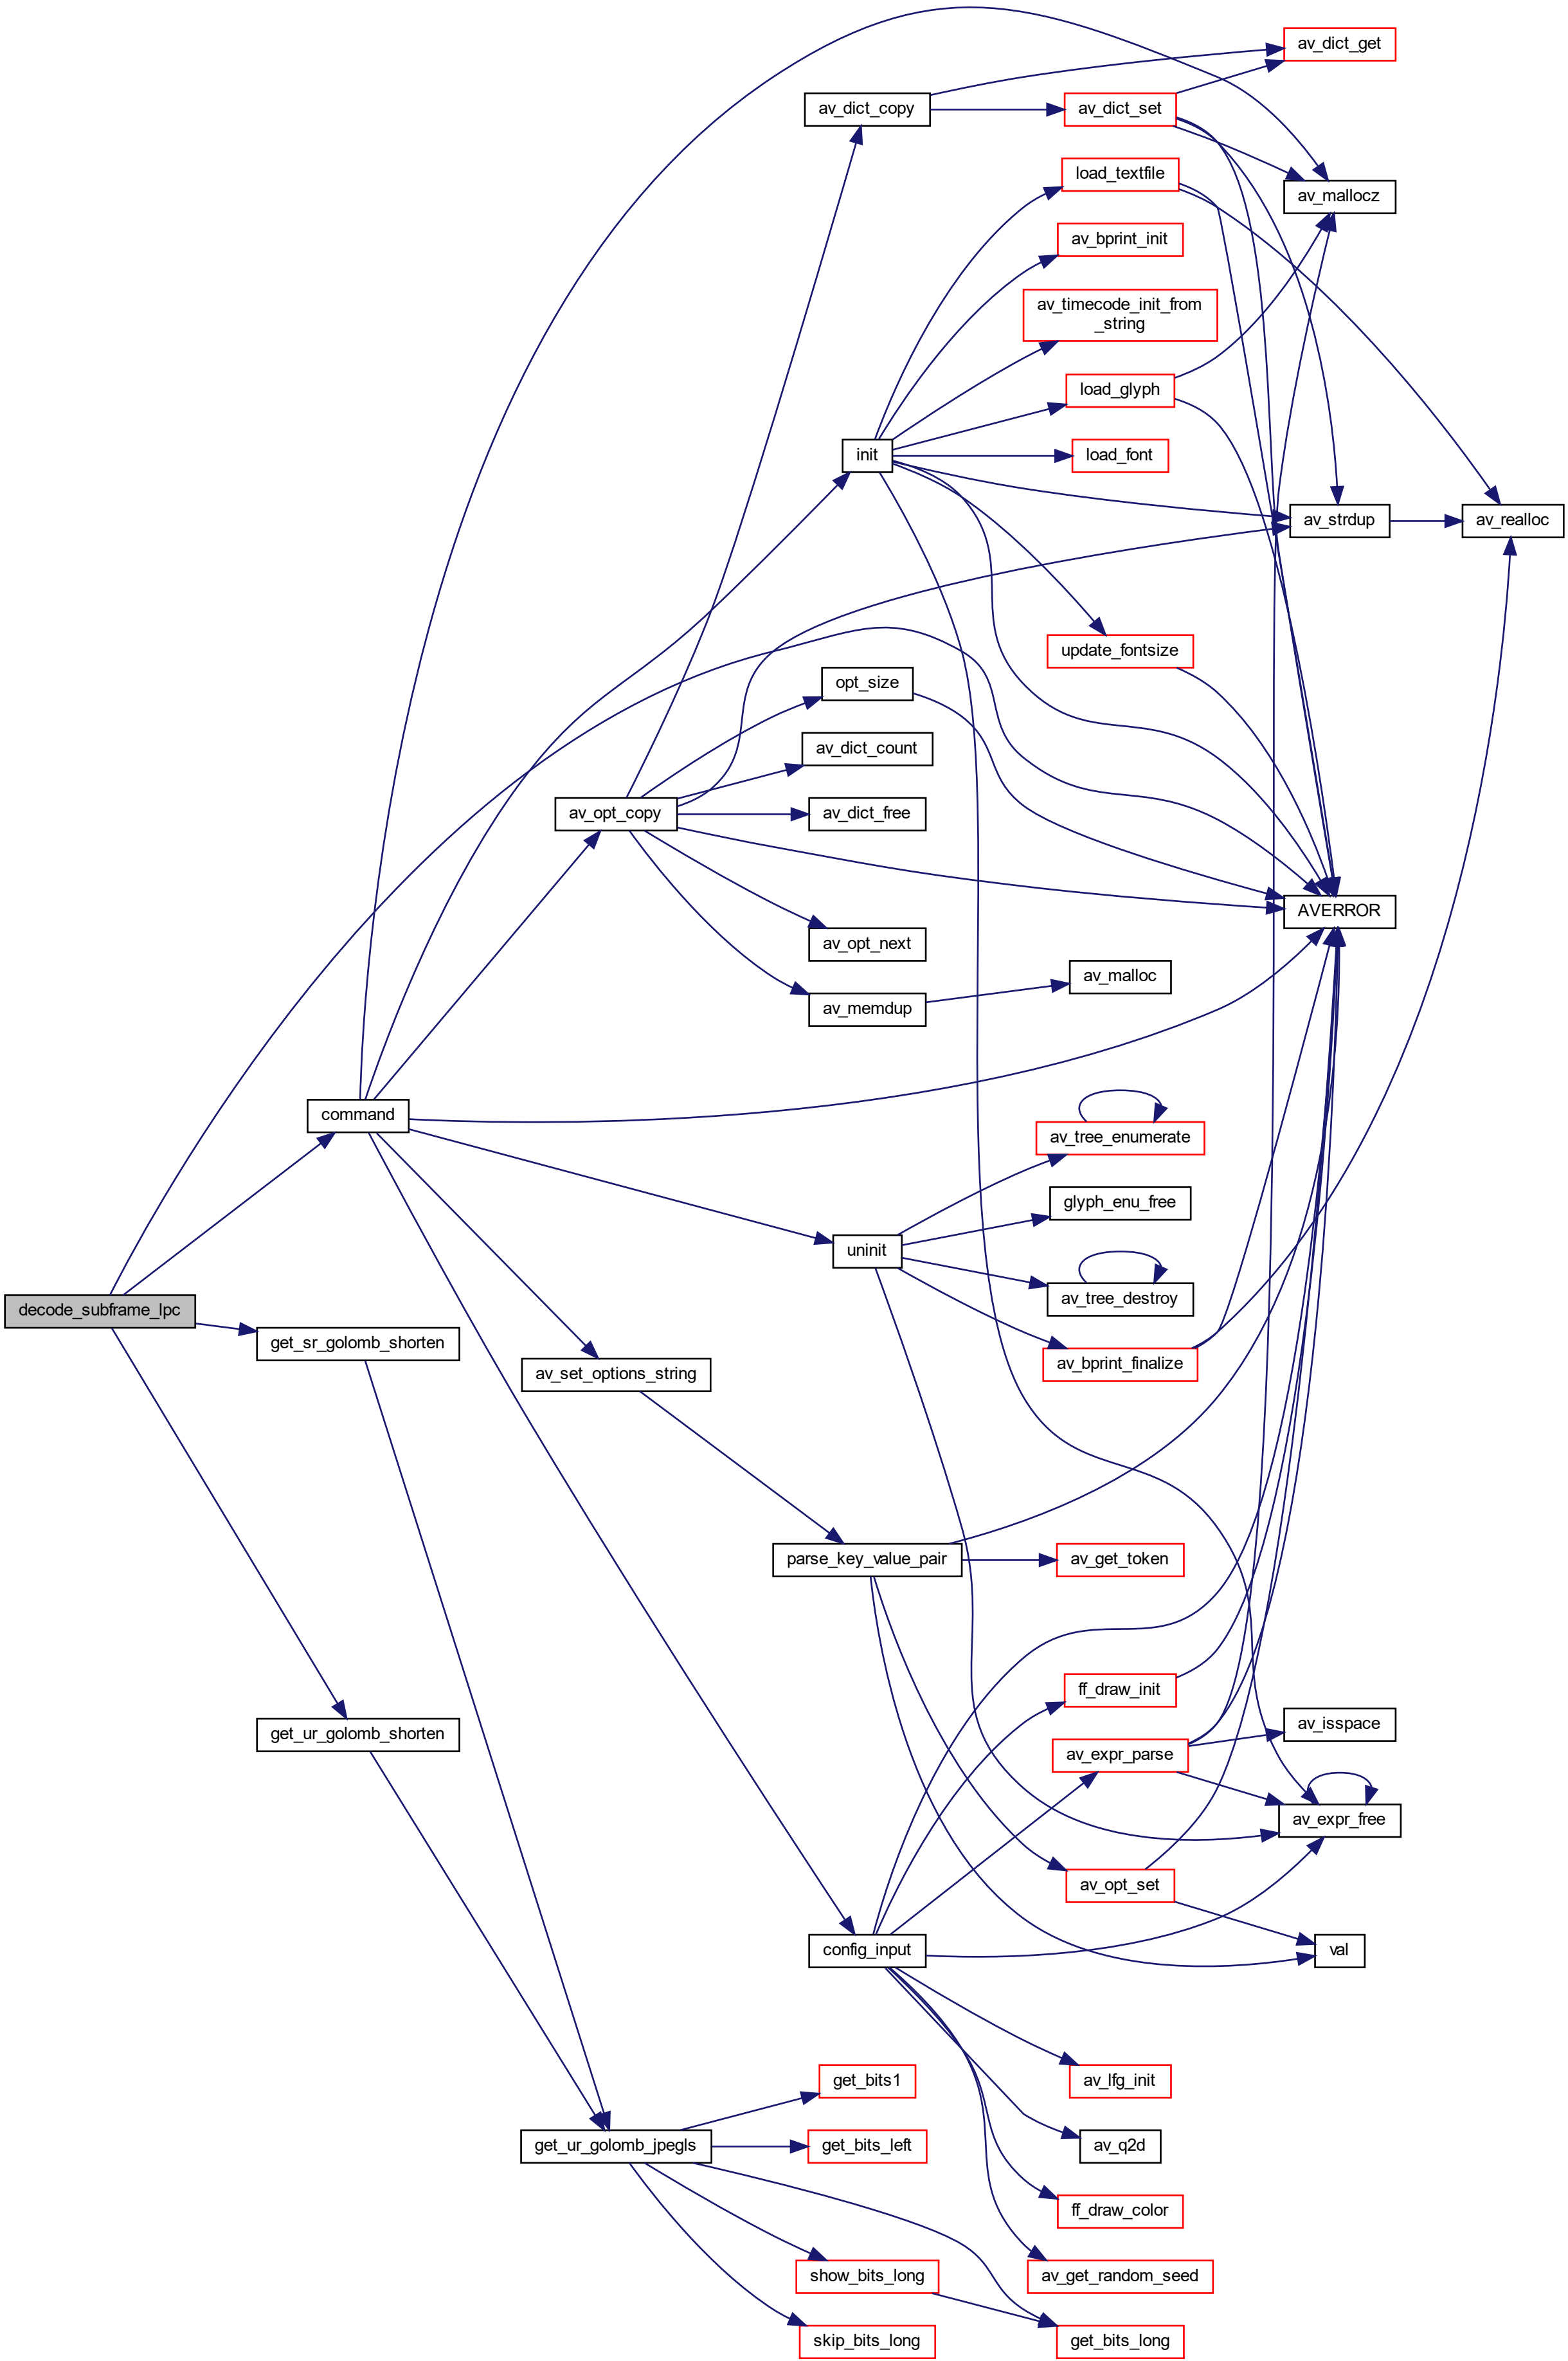 av_dict_get
av_dict_copy
av_dict_set
load_textfile
av_mallocz
av_bprint_init
av_timecode_init_from
_string
load_glyph
init
load_font
av_strdup
av_realloc
update_fontsize
opt_size
av_dict_count
av_opt_copy
av_dict_free
AVERROR
av_opt_next
av_malloc
av_memdup
command
av_tree_enumerate
glyph_enu_free
uninit
av_tree_destroy
decode_subframe_lpc
get_sr_golomb_shorten
av_bprint_finalize
av_set_options_string
parse_key_value_pair
av_get_token
ff_draw_init
av_isspace
get_ur_golomb_shorten
av_expr_parse
av_expr_free
av_opt_set
config_input
val
av_lfg_init
get_bits1
get_ur_golomb_jpegls
get_bits_left
av_q2d
ff_draw_color
show_bits_long
av_get_random_seed
skip_bits_long
get_bits_long